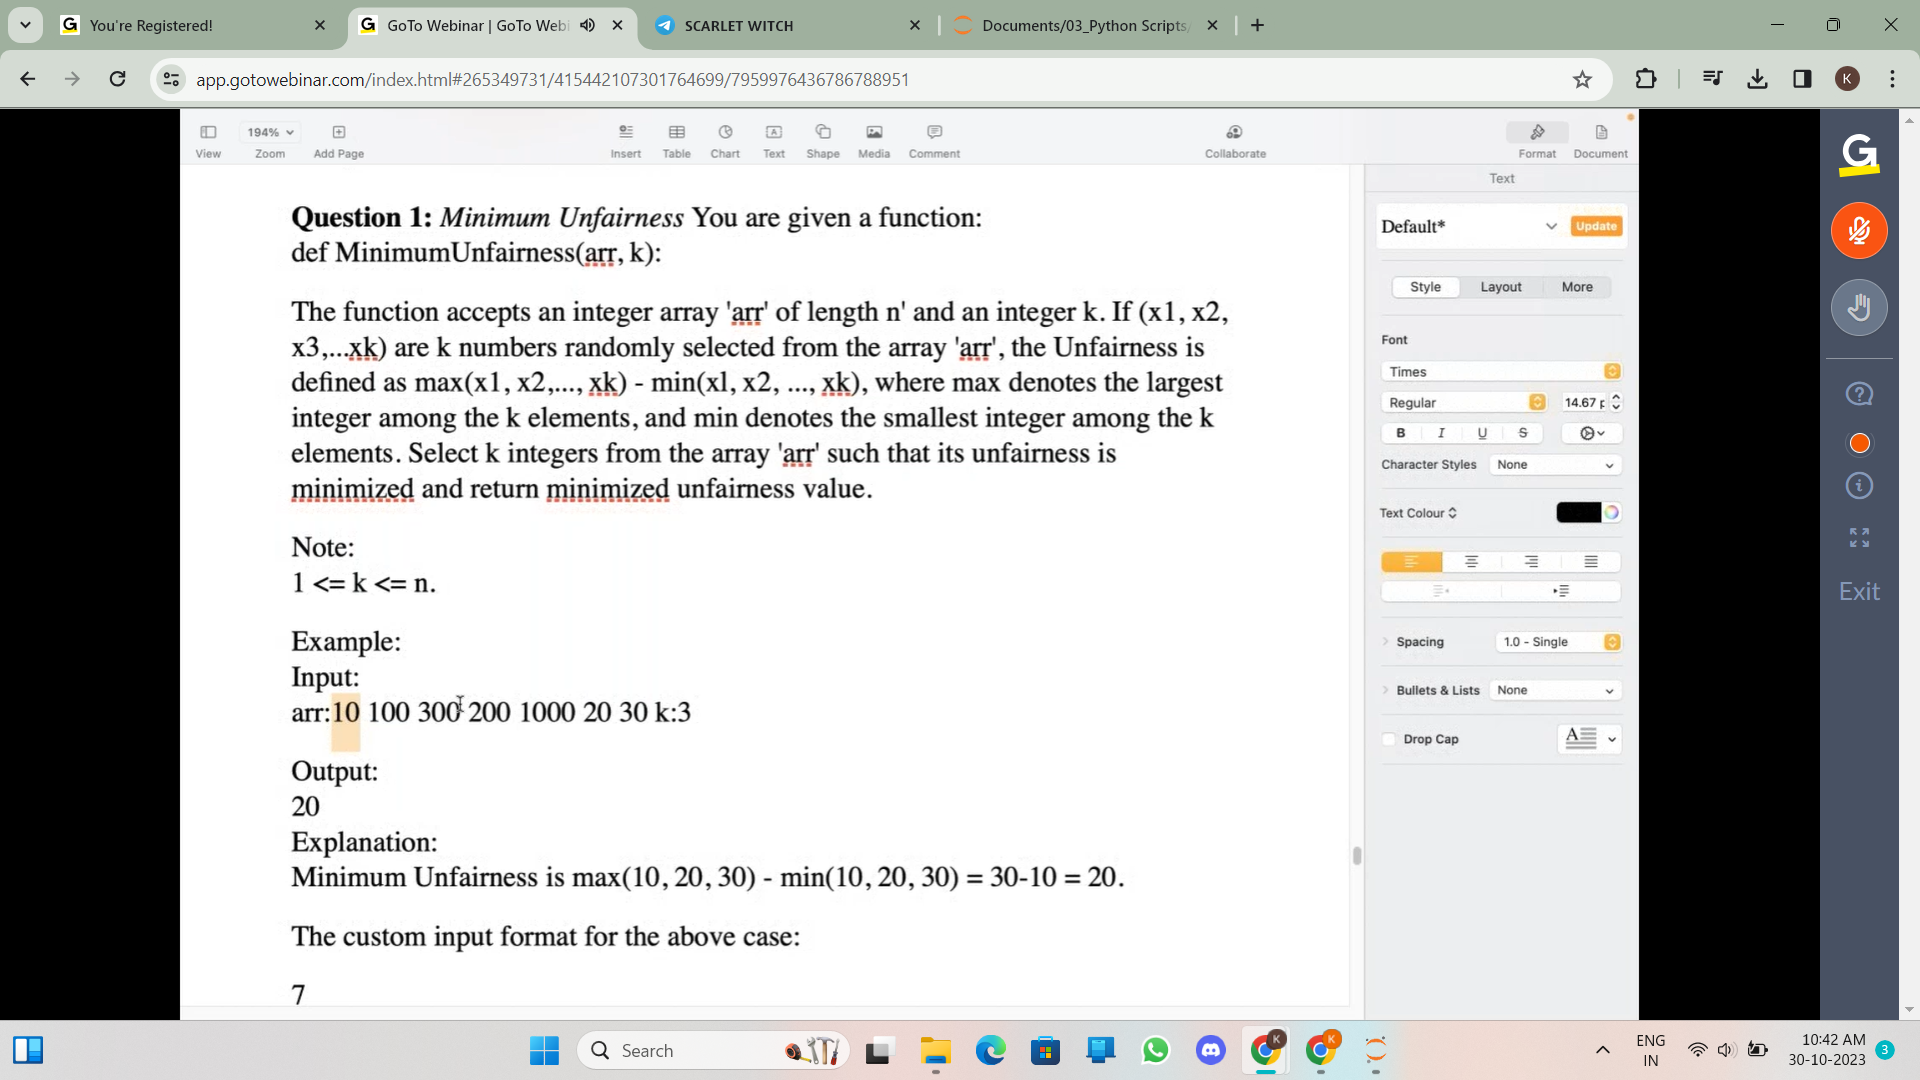 You're Registered!
GoTo Webinar | GoTo Webi
SCARLET WITCH
Documents/03_Python Scripts/
app.gotowebinar.com/index.html#265349731/415442107301764699/7959976436786788951
K
View
194%
Zoom
Add Page
Insert
Table
Chart
Text
Shape
Media
Comment
Collaborate
Format
Document
Question 1: Minimum Unfairness You are given a function:
def MinimumUnfairness(arr, k):
The function accepts an integer array 'arr' of length n' and an integer k. If (x1, x2,
x3,...xk) are k numbers randomly selected from the array 'arr', the Unfairness is
defined as max(x1, x2,..., xk) - min(xl, x2, ..., xk), where max denotes the largest
integer among the k elements, and min denotes the smallest integer among the k
elements. Select k integers from the array 'arr' such that its unfairness is
minimized and return minimized unfairness value.
Note:
1 <= k <= n.
Example:
Input:
arr:10 100 300 200 1000 20 30 k:3
Output:
20
Explanation:
Minimum Unfairness is max(10, 20, 30) - min(10, 20, 30) = 30-10 = 20.
The custom input format for the above case:
7
Text
Default*
Update
Style
Layout
More
Font
Times
Regular
14.67 p
B I U S
Character Styles
None
Text Colour
Spacing
1.0 - Single
Bullets & Lists
None
Drop Cap
A
G
Exit
Search
K
K
ENG
IN
10:42 AM
30-10-2023
3